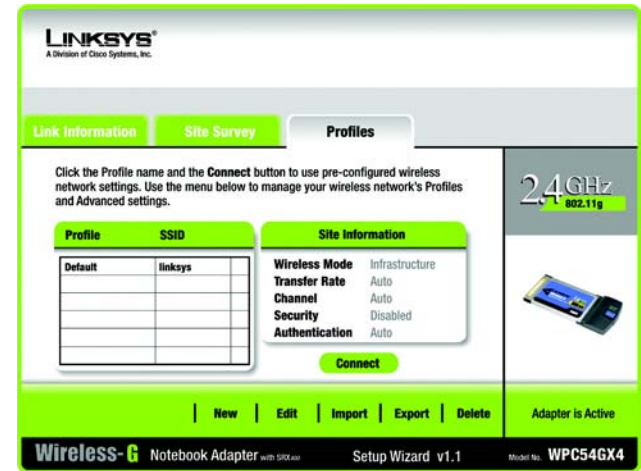 LINKSYS®
A Division of Cisco Systems, Inc.
Link Information
Site Survey
Profiles
Click the Profile name and the Connect button to use pre-configured wireless
network settings. Use the menu below to manage your wireless network's Profiles
and Advanced settings.
2.4GHz
802.11g
Profile SSID
Default linksys
Site Information
Wireless Mode Infrastructure
Transfer Rate Auto
Channel Auto
Security Disabled
Authentication Auto
Connect
New | Edit | Import | Export | Delete
Adapter is Active
Wireless-G Notebook Adapter with SRX400 Setup Wizard v1.1 Model No. WPC54GX4